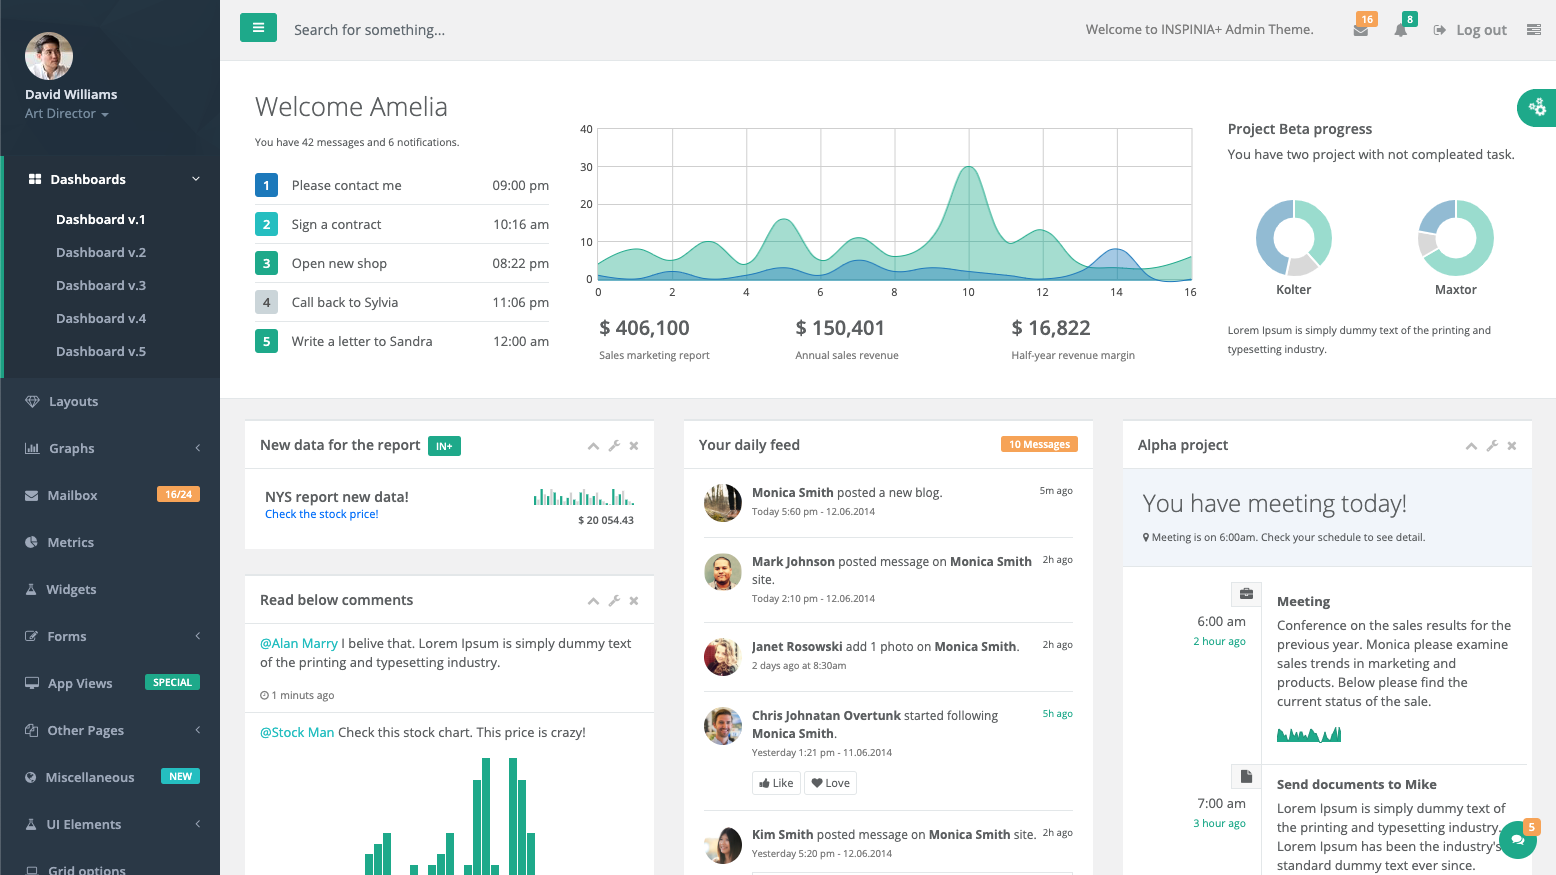 David Williams
Art Director
Dashboards
Dashboard v.1
Dashboard v.2
Dashboard v.3
Dashboard v.4
Dashboard v.5
Layouts
Graphs
Mailbox 16/24
Metrics
Widgets
Forms
App Views SPECIAL
Other Pages
Miscellaneous NEW
UI Elements
Grid options
Search for something...
Welcome to INSPINIA+ Admin Theme.
16
8
Log out
Welcome Amelia
You have 42 messages and 6 notifications.
1 Please contact me 09:00 pm
2 Sign a contract 10:16 am
3 Open new shop 08:22 pm
4 Call back to Sylvia 11:06 pm
5 Write a letter to Sandra 12:00 am
40
30
20
10
0
0 2 4 6 8 10 12 14 16
$ 406,100 $ 150,401 $ 16,822
Sales marketing report Annual sales revenue Half-year revenue margin
Project Beta progress
You have two project with not compleated task.
Kolter Maxtor
Lorem Ipsum is simply dummy text of the printing and
typesetting industry.
New data for the report IN+
NYS report new data!
Check the stock price!
$ 20 054.43
Read below comments
@Alan Marry I belive that. Lorem Ipsum is simply dummy text
of the printing and typesetting industry.
1 minuts ago
@Stock Man Check this stock chart. This price is crazy!
Your daily feed 10 Messages
Monica Smith posted a new blog. 5m ago
Today 5:60 pm - 12.06.2014
Mark Johnson posted message on Monica Smith 2h ago
site.
Today 2:10 pm - 12.06.2014
Janet Rosowski add 1 photo on Monica Smith. 2h ago
2 days ago at 8:30am
Chris Johnatan Overtunk started following 5h ago
Monica Smith.
Yesterday 1:21 pm - 11.06.2014
Like Love
Kim Smith posted message on Monica Smith site. 2h ago
Yesterday 5:20 pm - 12.06.2014
Alpha project
You have meeting today!
Meeting is on 6:00am. Check your schedule to see detail.
6:00 am
2 hour ago
Meeting
Conference on the sales results for the
previous year. Monica please examine
sales trends in marketing and
products. Below please find the
current status of the sale.
7:00 am
3 hour ago
Send documents to Mike
Lorem Ipsum is simply dummy text of
the printing and typesetting industry.
Lorem Ipsum has been the industry's
standard dummy text ever since.
5